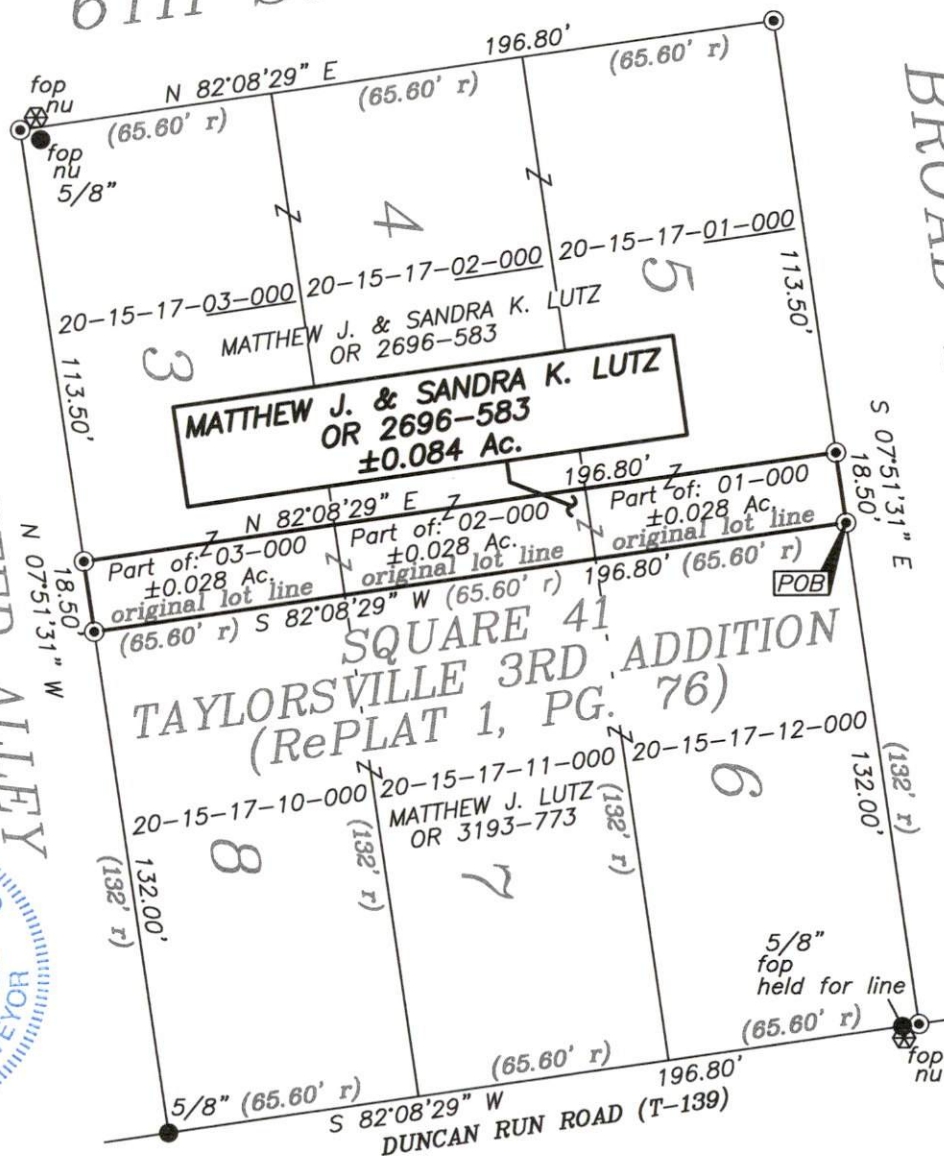 6TH
196.80'
N 82°08'29" E
(65.60' r)
(65.60' r)
(65.60' r)
fop
nu
fop
nu
5/8"
BROAD
4
5
3
20-15-17-03-000
20-15-17-02-000
20-15-17-01-000
113.50'
113.50'
MATTHEW J. & SANDRA K. LUTZ
OR 2696-583
MATTHEW J. & SANDRA K. LUTZ
OR 2696-583
±0.084 Ac.
S 07°51'31" E
18.50'
196.80'
N 82°08'29" E
Part of: 03-000
±0.028 Ac.
original lot line
Part of: 02-000
±0.028 Ac.
original lot line
Part of: 01-000
±0.028 Ac.
original lot line
N 07°51'31" W
18.50'
(65.60' r) S 82°08'29" W (65.60' r) 196.80' (65.60' r)
POB
SQUARE 41
TAYLORSVILLE 3RD ADDITION
(RePLAT 1, PG. 76)
ALLEY
20-15-17-10-000
20-15-17-11-000
20-15-17-12-000
MATTHEW J. LUTZ
OR 3193-773
8
7
6
(132' r)
132.00'
(132' r)
(132' r)
132.00'
(132' r)
5/8"
fop
held for line
fop
nu
5/8" (65.60' r)
(65.60' r)
(65.60' r)
S 82°08'29" W
196.80'
DUNCAN RUN ROAD (T-139)